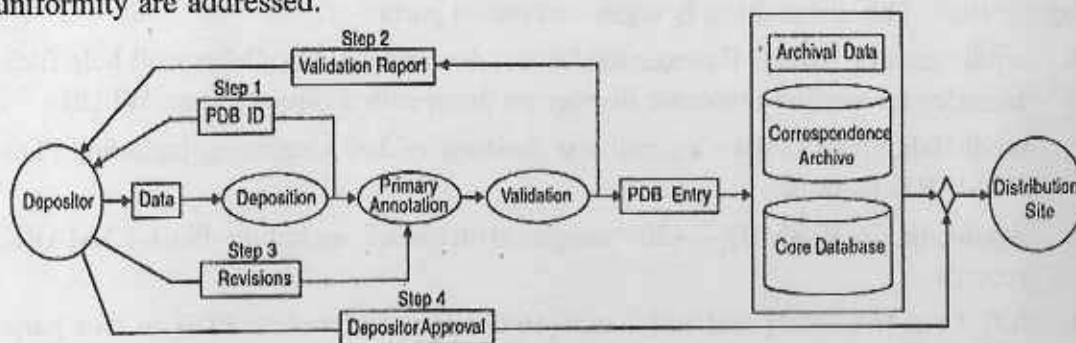 uniformity are addressed.
Step 2
Validation Report
Step 1
PDB ID
Depositor
Data
Deposition
Primary
Annotation
Validation
PDB Entry
Archival Data
Correspondence
Archive
Core Database
Distribution
Site
Step 3
Revisions
Step 4
Depositor Approval